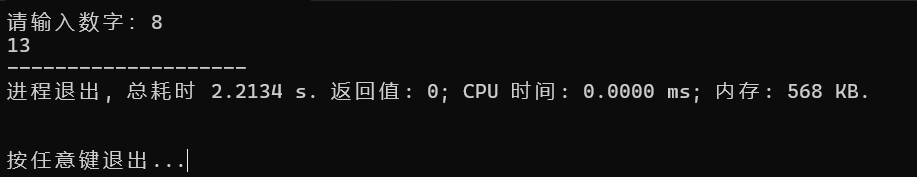 请输入数字: 8
13
--------------------
进程退出, 总耗时 2.2134 s. 返回值: 0; CPU 时间: 0.0000 ms; 内存: 568 KB.
按任意键退出...